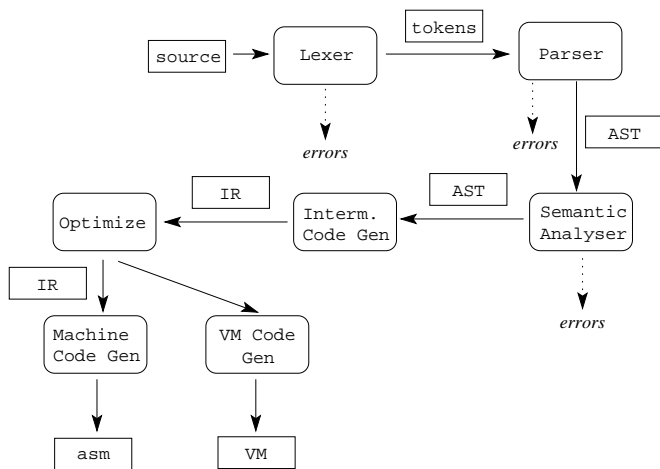 tokens
source
Lexer
Parser
errors
errors
AST
IR
AST
Optimize
Interm.
Code Gen
Semantic
Analyser
IR
errors
Machine
Code Gen
VM Code
Gen
asm
VM